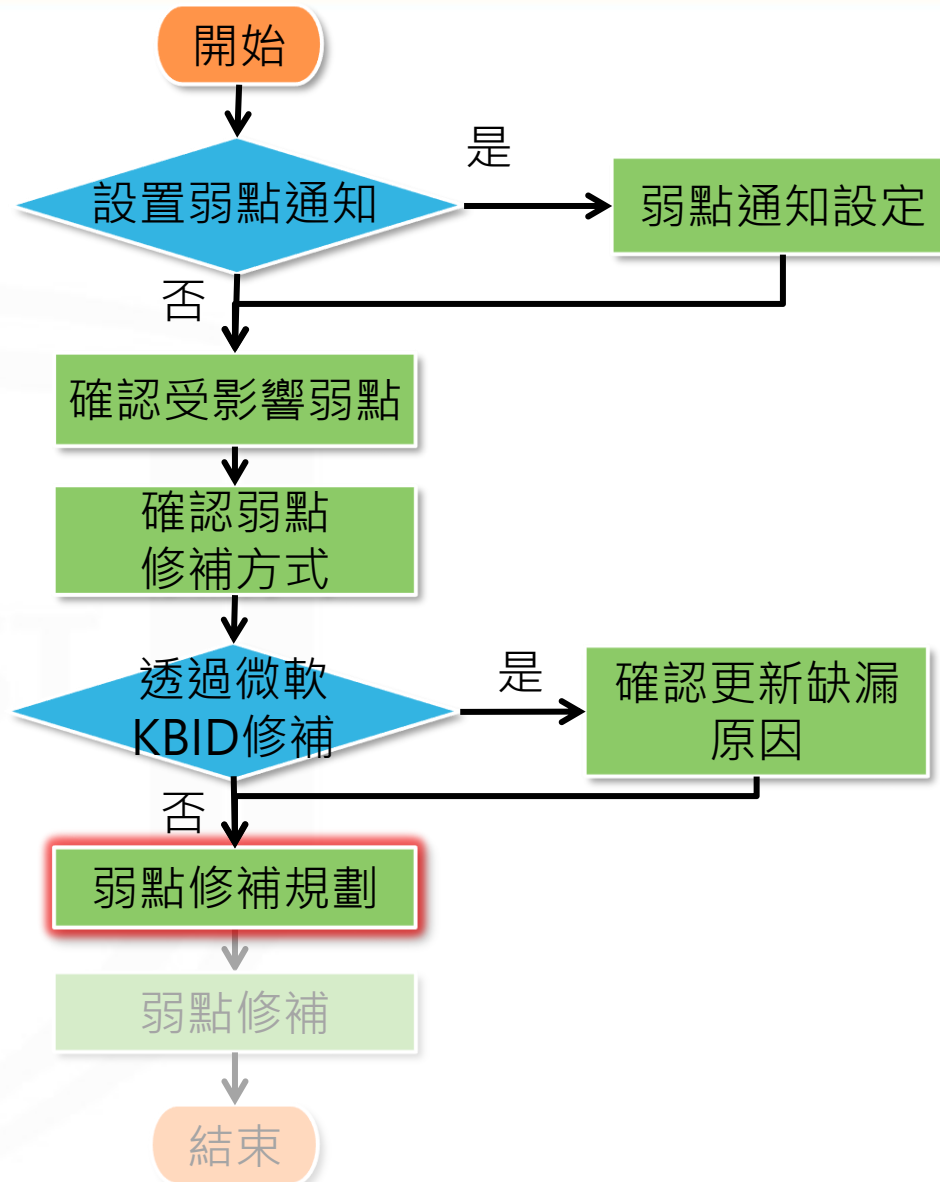 開始
設置弱點通知
是
弱點通知設定
否
確認受影響弱點
確認弱點
修補方式
透過微軟
KBID修補
是
確認更新缺漏
原因
否
弱點修補規劃
弱點修補
結束